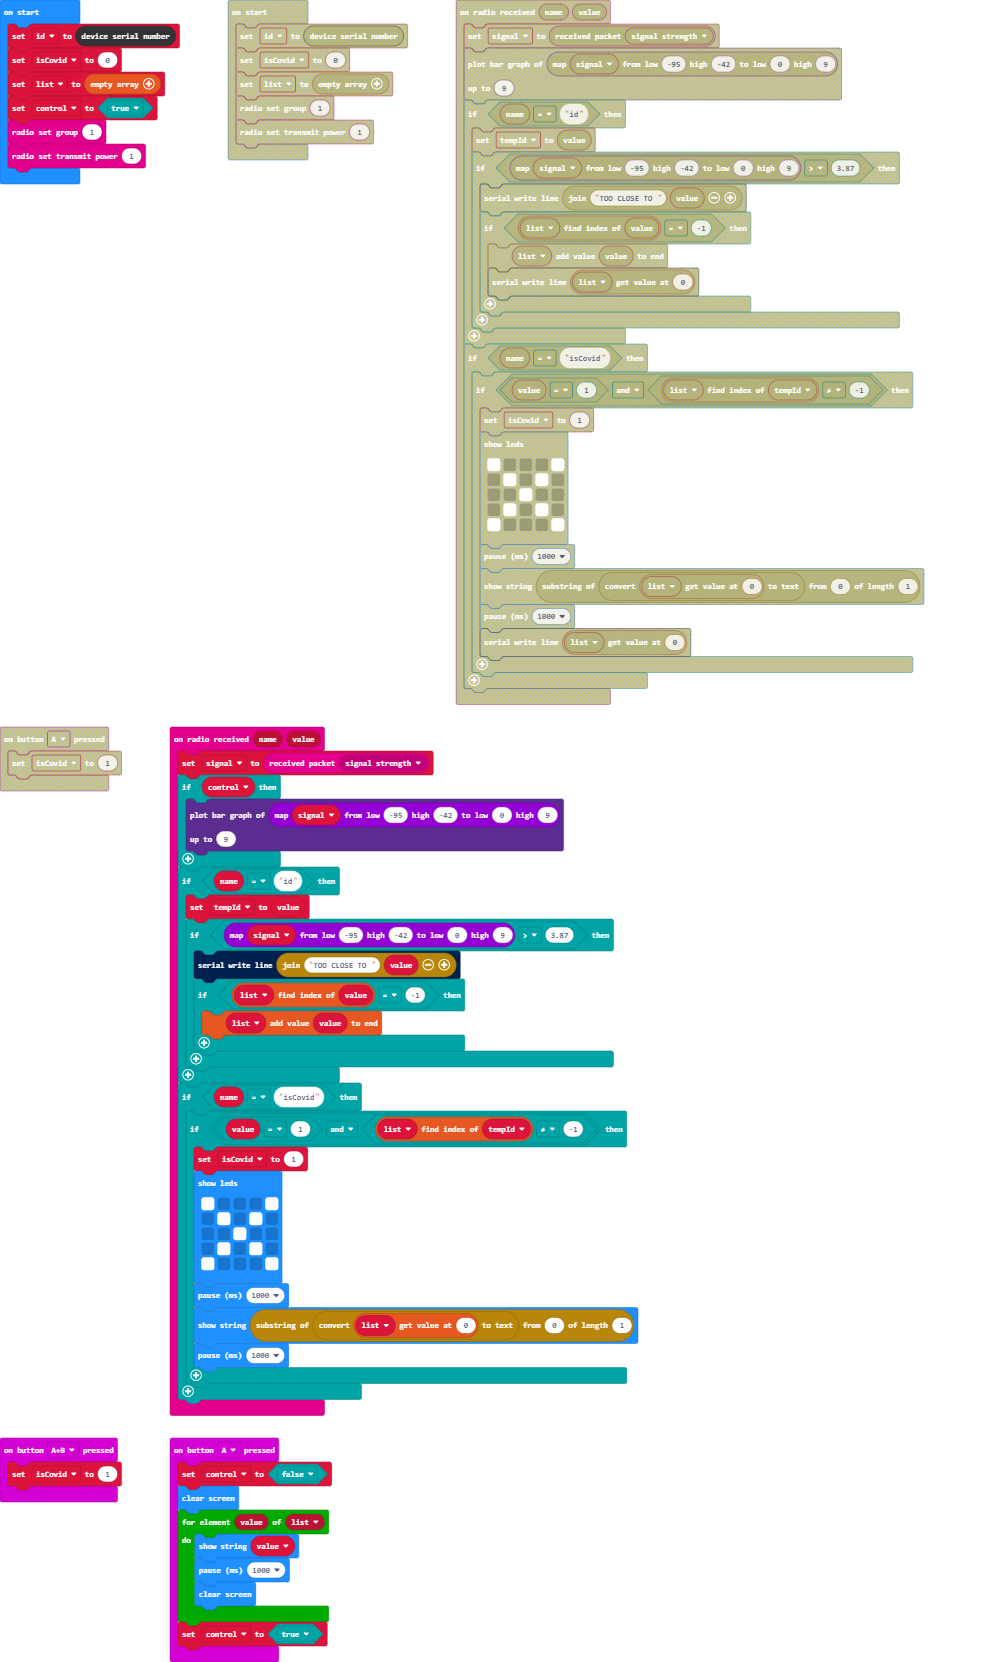 on start
set id to device serial number
set isCovid to 0
set list to empty array
set control to true
radio set group 1
radio set transmit power 1
on start
set id to device serial number
set isCovid to 0
set list to empty array
radio set group 1
radio set transmit power 1
on radio received name value
set signal to received packet signal strength
plot bar graph of map signal from low -95 high -42 to low 0 high 9
up to 9
if name = "id" then
set tempId to value
if map signal from low -95 high -42 to low 0 high 9 > 3.87 then
serial write line join "TOO CLOSE TO " value
if list find index of value = -1 then
list add value value to end
serial write line list get value at 0
if name = "isCovid" then
if value = 1 and list find index of tempId ≠ -1 then
set isCovid to 1
show leds
pause (ms) 1000
show string substring of convert list get value at 0 to text from 0 of length 1
pause (ms) 1000
serial write line list get value at 0
on button A pressed
set isCovid to 1
on radio received name value
set signal to received packet signal strength
if control then
plot bar graph of map signal from low -95 high -42 to low 0 high 9
up to 9
if name = "id" then
set tempId to value
if map signal from low -95 high -42 to low 0 high 9 > 3.87 then
serial write line join "TOO CLOSE TO " value
if list find index of value = -1 then
list add value value to end
if name = "isCovid" then
if value = 1 and list find index of tempId ≠ -1 then
set isCovid to 1
show leds
pause (ms) 1000
show string substring of convert list get value at 0 to text from 0 of length 1
pause (ms) 1000
on button A+B pressed
set isCovid to 1
on button A pressed
set control to false
clear screen
for element value of list
do show string value
pause (ms) 1000
clear screen
set control to true